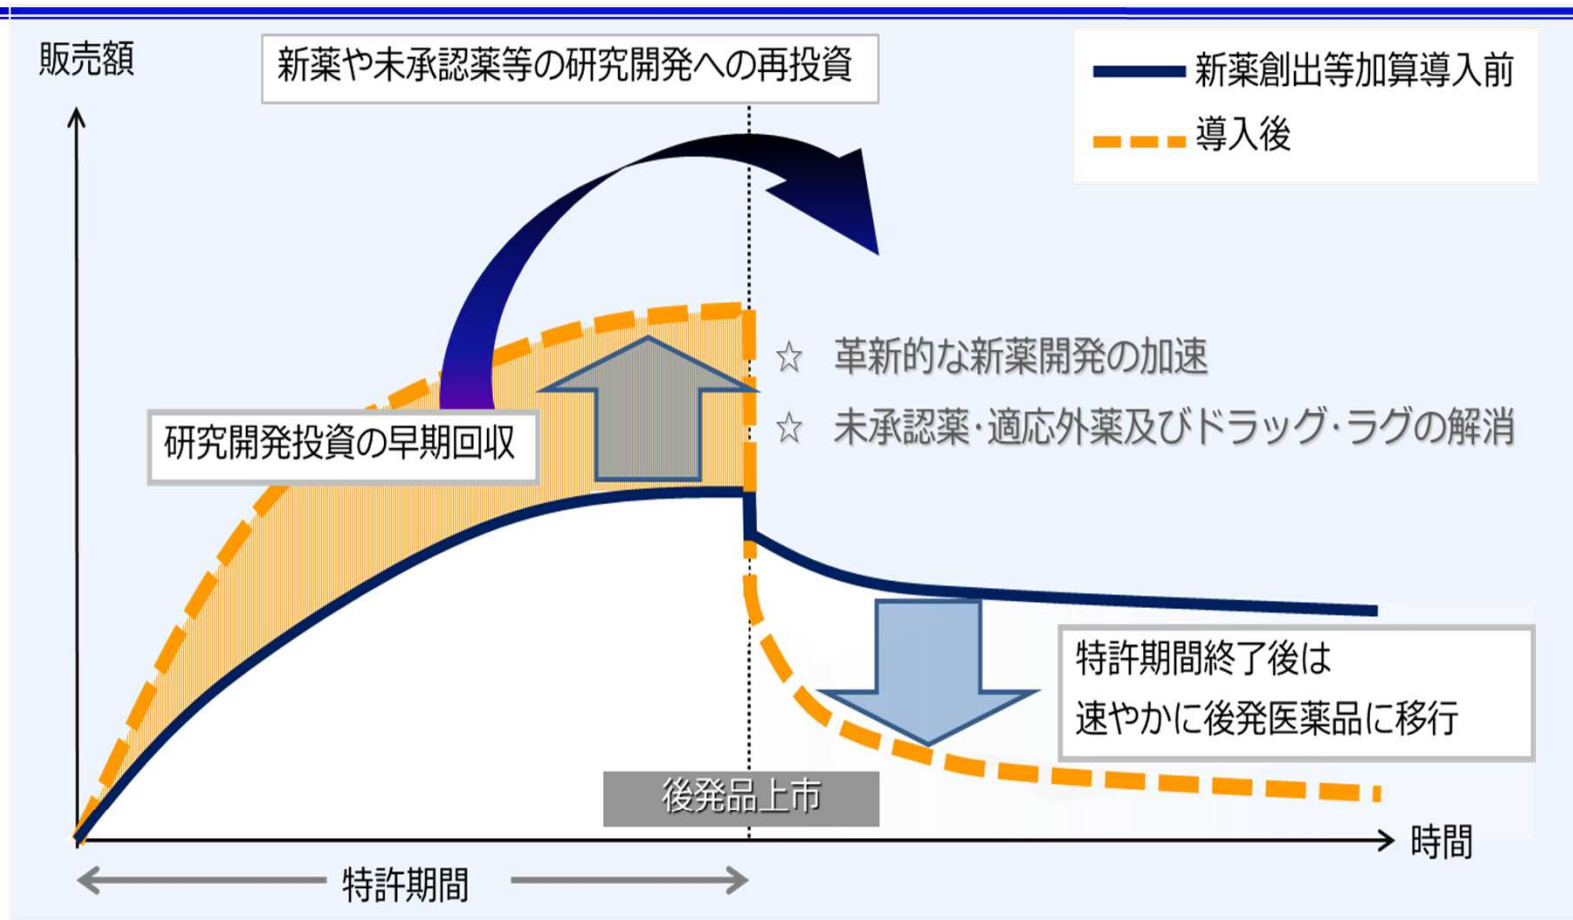 販売額
新薬や未承認薬等の研究開発への再投資
新薬創出等加算導入前
導入後
☆ 革新的な新薬開発の加速
☆ 未承認薬・適応外薬及びドラッグ・ラグの解消
研究開発投資の早期回収
特許期間終了後は
速やかに後発医薬品に移行
後発品上市
時間
特許期間